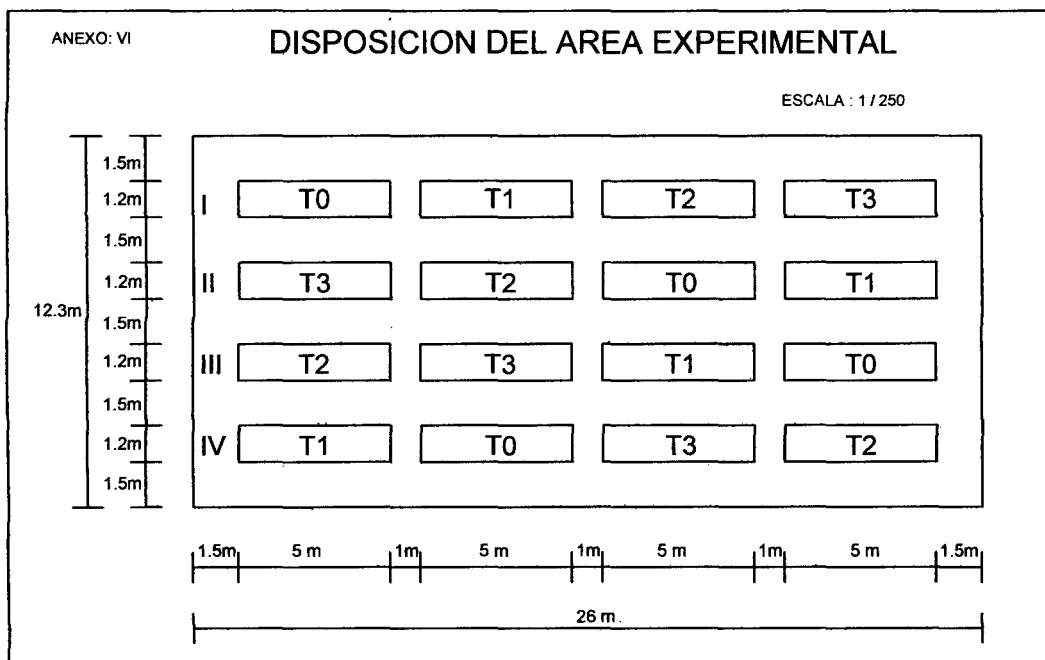 ANEXO: VI
DISPOSICION DEL AREA EXPERIMENTAL
ESCALA : 1 / 250
1.5m
1.2m
I T0 T1 T2 T3
1.5m
1.2m
II T3 T2 T0 T1
12.3m
1.5m
1.2m
III T2 T3 T1 T0
1.5m
1.2m
IV T1 T0 T3 T2
1.5m
1.5m 5 m 1m 5 m 1m 5 m 1m 5 m 1.5m
26 m.